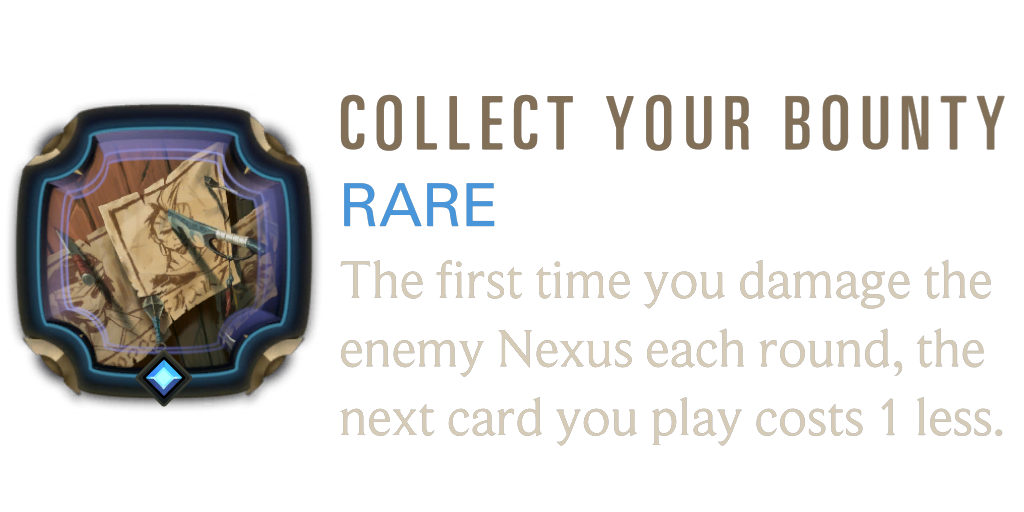 COLLECT YOUR BOUNTY
RARE
The first time you damage the
enemy Nexus each round, the
next card you play costs 1 less.